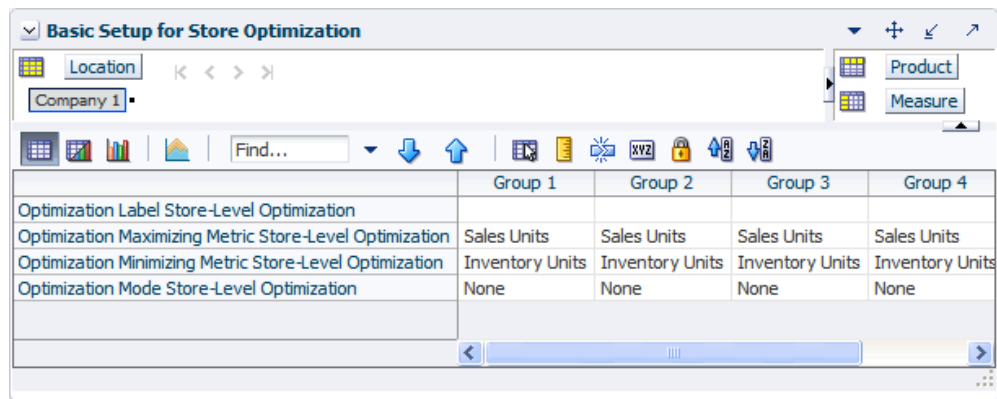 Basic Setup for Store Optimization
Location
Product
Company 1
Measure
Find...
XYZ
Group 1 Group 2 Group 3 Group 4
Optimization Label Store-Level Optimization
Optimization Maximizing Metric Store-Level Optimization Sales Units Sales Units Sales Units Sales Units
Optimization Minimizing Metric Store-Level Optimization Inventory Units Inventory Units Inventory Units Inventory Units
Optimization Mode Store-Level Optimization None None None None